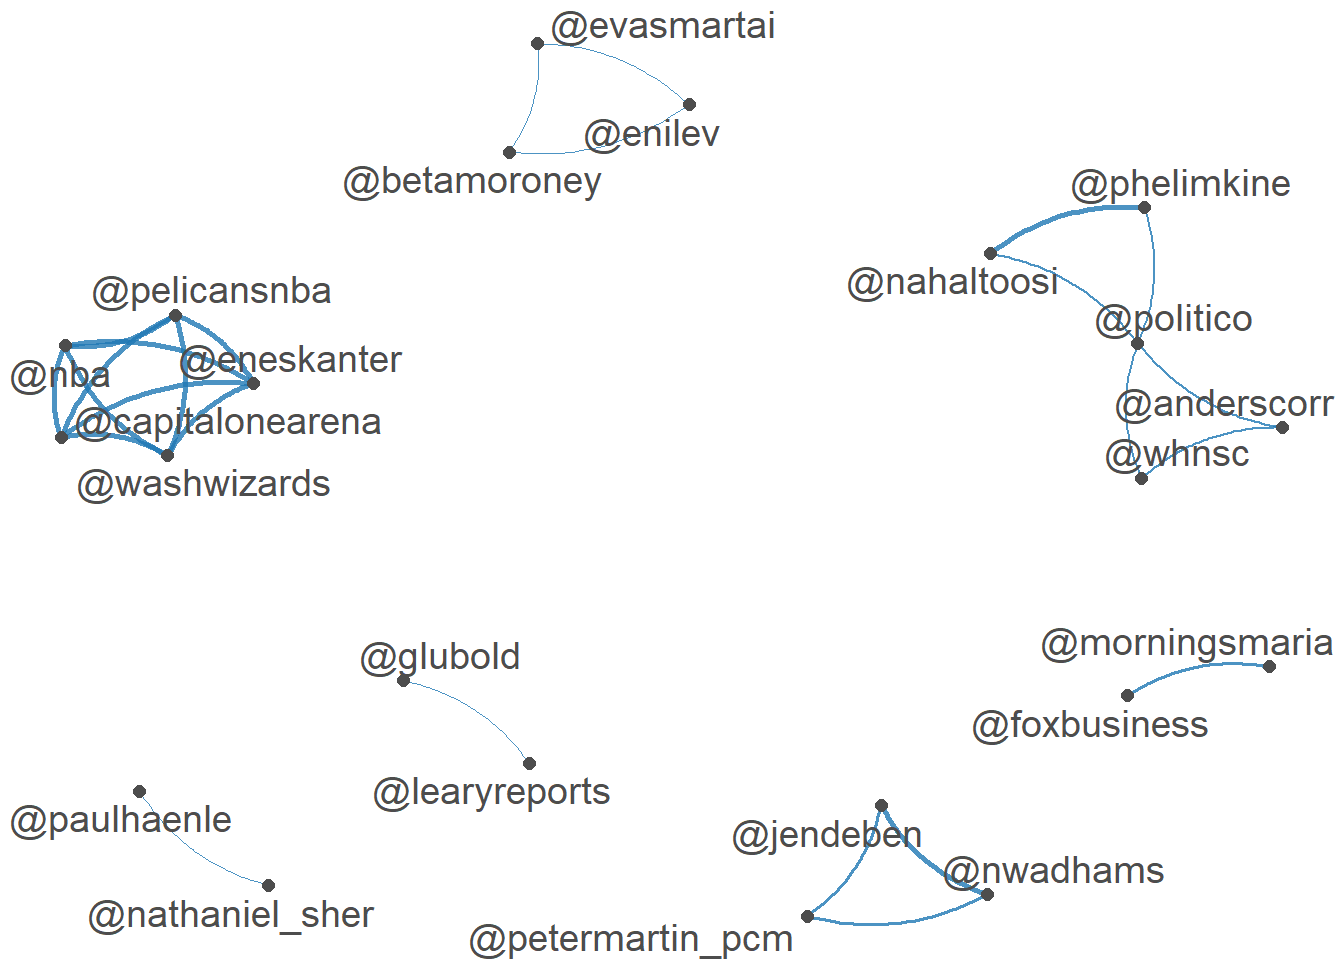 @evasmartai
@enilev
@betamoroney
@phelimkine
@nahaltoosi
@politico
@anderscorr
@whnsc
@pelicansnba
@eneskanter
@nba
@capitalonearena
@washwizards
@glubold
@learyreports
@morningsmaria
@foxbusiness
@paulhaenle
@nathaniel_sher
@jendeben
@nwadhams
@petermartin_pcm